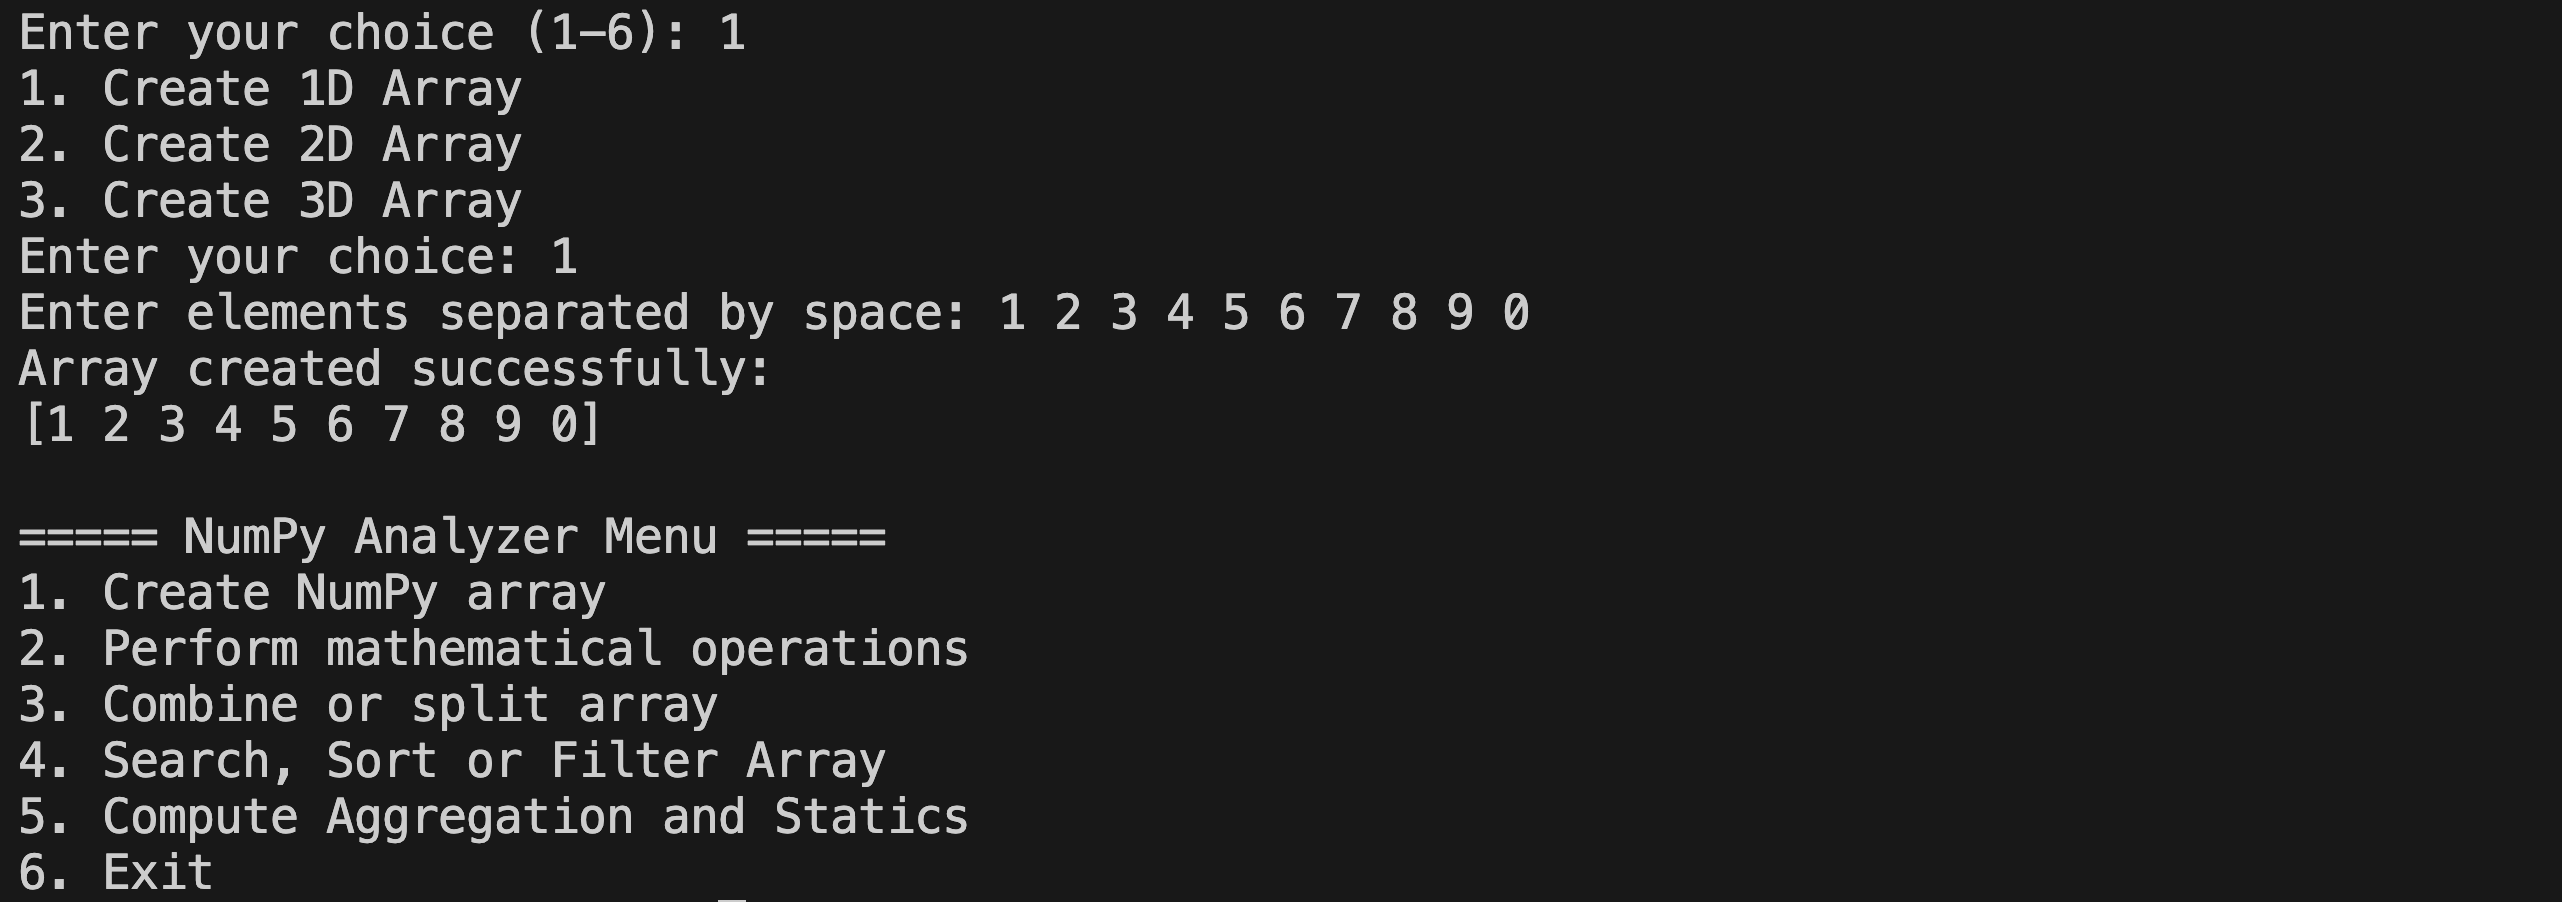 Enter your choice (1-6): 1
1. Create 1D Array
2. Create 2D Array
3. Create 3D Array
Enter your choice: 1
Enter elements separated by space: 1 2 3 4 5 6 7 8 9 0
Array created successfully:
[1 2 3 4 5 6 7 8 9 0]
===== NumPy Analyzer Menu =====
1. Create NumPy array
2. Perform mathematical operations
3. Combine or split array
4. Search, Sort or Filter Array
5. Compute Aggregation and Statics
6. Exit